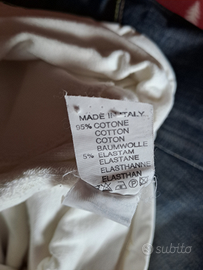 MADE IN ITALY
95% COTONE
COTTON
COTON
BAUMWOLLE
5% ELASTAM
ELASTANE
ELASTHANNE
ELASTHAN
subito